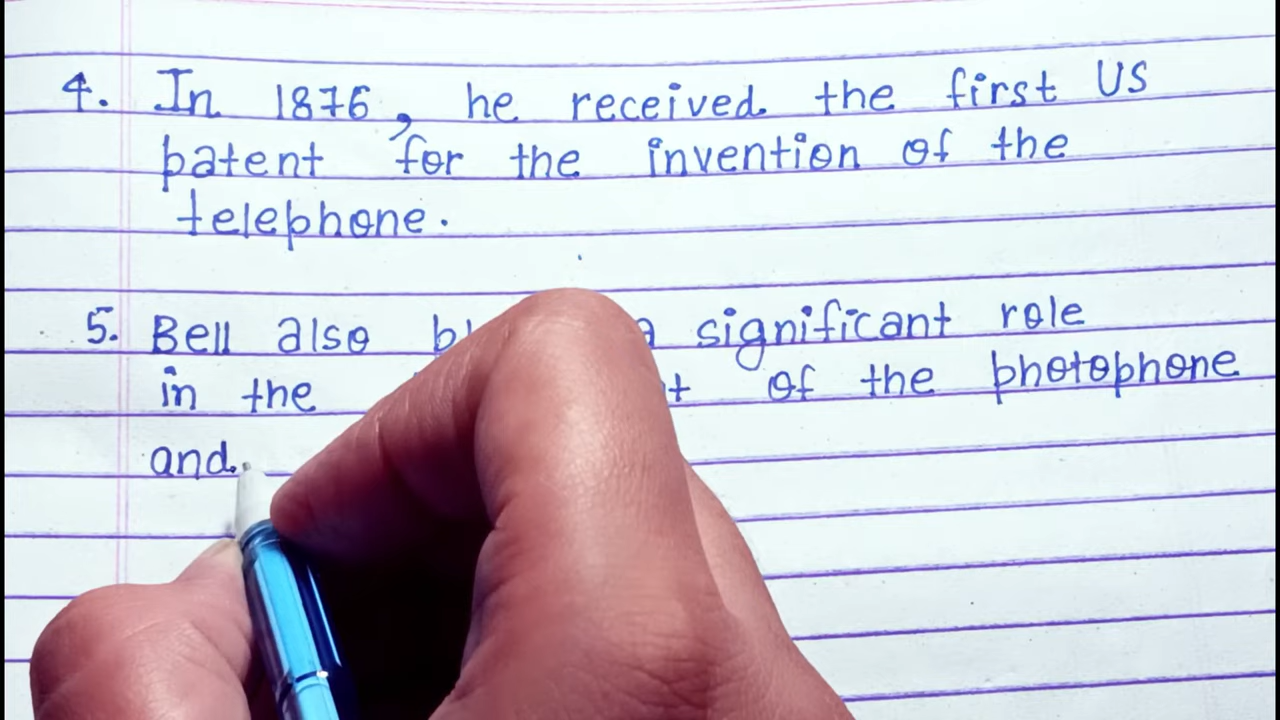 4. In 1876, he received the first US
patent for the invention of the
telephone.
5. Bell also a significant role
in the of the photophone
and